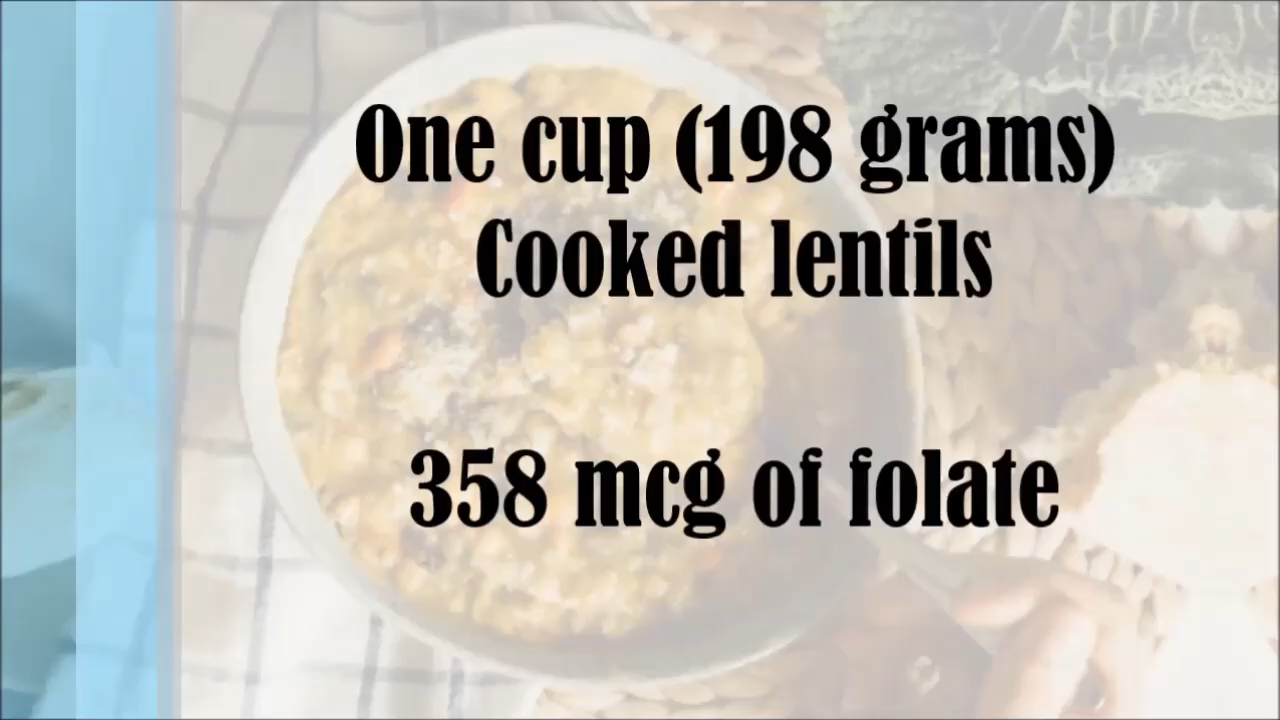 One cup (198 grams)
Cooked lentils
358 mcg of folate